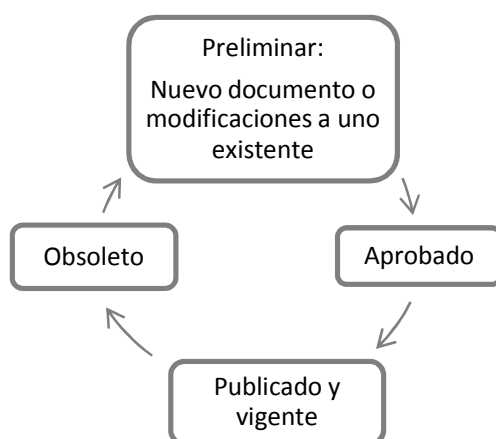 Preliminar:
Nuevo documento o
modificaciones a uno
existente
Obsoleto
Aprobado
Publicado y
vigente